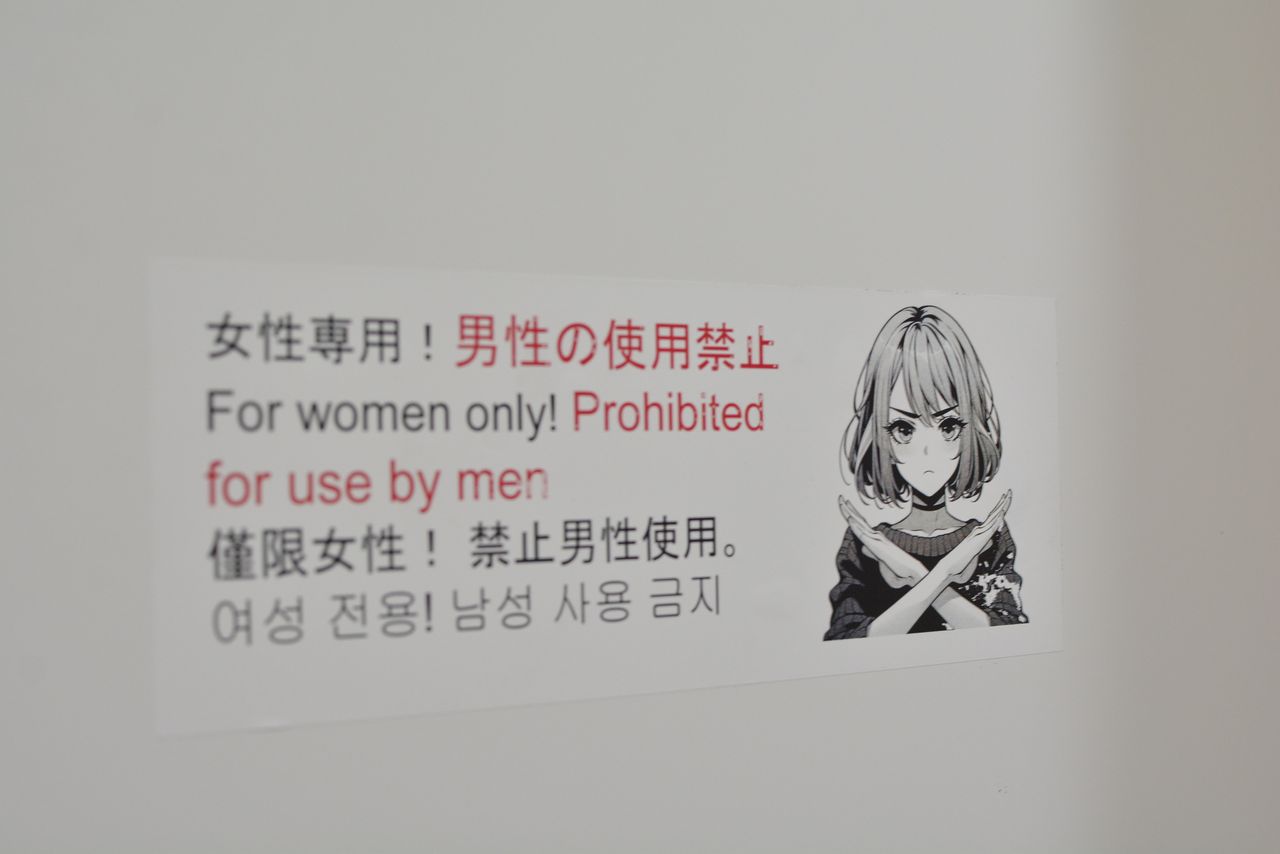 女性専用！男性の使用禁止
For women only! Prohibited
for use by men
僅限女性！ 禁止男性使用。
여성 전용! 남성 사용 금지